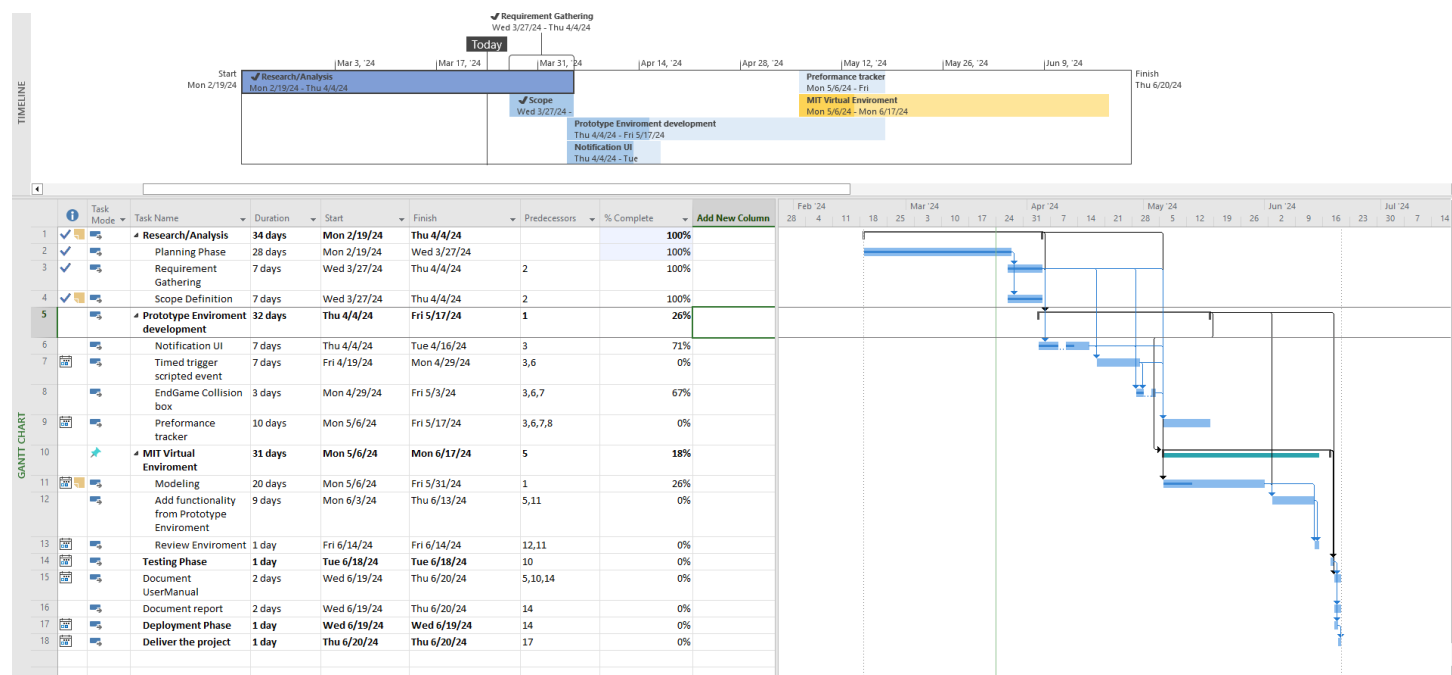 Requirement Gathering
Wed 3/27/24 - Thu 4/4/24
Today
Mar 3, '24 Mar 17, '24 Mar 31, '24 Apr 14, '24 Apr 28, '24 May 12, '24 May 26, '24 Jun 9, '24
Start
Mon 2/19/24
Finish
Thu 6/20/24
TIMELINE
Research/Analysis
Mon 2/19/24 - Thu 4/4/24
Preformance tracker
Mon 5/6/24 - Fri
Scope
Wed 3/27/24 -
MIT Virtual Enviroment
Mon 5/6/24 - Mon 6/17/24
Prototype Enviroment development
Thu 4/4/24 - Fri 5/17/24
Notification UI
Thu 4/4/24 - Tue
GANTT CHART
Task Mode Task Name Duration Start Finish Predecessors % Complete Add New Column
Feb '24 Mar '24 Apr '24 May '24 Jun '24 Jul '24
28 4 11 18 25 3 10 17 24 31 7 14 21 28 5 12 19 26 2 9 16 23 30 7 14
1 Research/Analysis 34 days Mon 2/19/24 Thu 4/4/24 100%
2 Planning Phase 28 days Mon 2/19/24 Wed 3/27/24 100%
3 Requirement 7 days Wed 3/27/24 Thu 4/4/24 2 100%
Gathering
4 Scope Definition 7 days Wed 3/27/24 Thu 4/4/24 2 100%
5 Prototype Enviroment 32 days Thu 4/4/24 Fri 5/17/24 1 26%
development
6 Notification UI 7 days Thu 4/4/24 Tue 4/16/24 3 71%
7 Timed trigger 7 days Fri 4/19/24 Mon 4/29/24 3,6 0%
scripted event
8 EndGame Collision 3 days Mon 4/29/24 Fri 5/3/24 3,6,7 67%
box
9 Preformance 10 days Mon 5/6/24 Fri 5/17/24 3,6,7,8 0%
tracker
10 MIT Virtual 31 days Mon 5/6/24 Mon 6/17/24 5 18%
Enviroment
11 Modeling 20 days Mon 5/6/24 Fri 5/31/24 1 26%
12 Add functionality 9 days Mon 6/3/24 Thu 6/13/24 5,11 0%
from Prototype
Enviroment
13 Review Enviroment 1 day Fri 6/14/24 Fri 6/14/24 12,11 0%
14 Testing Phase 1 day Tue 6/18/24 Tue 6/18/24 10 0%
15 Document 2 days Wed 6/19/24 Thu 6/20/24 5,10,14 0%
UserManual
16 Document report 2 days Wed 6/19/24 Thu 6/20/24 14 0%
17 Deployment Phase 1 day Wed 6/19/24 Wed 6/19/24 14 0%
18 Deliver the project 1 day Thu 6/20/24 Thu 6/20/24 17 0%